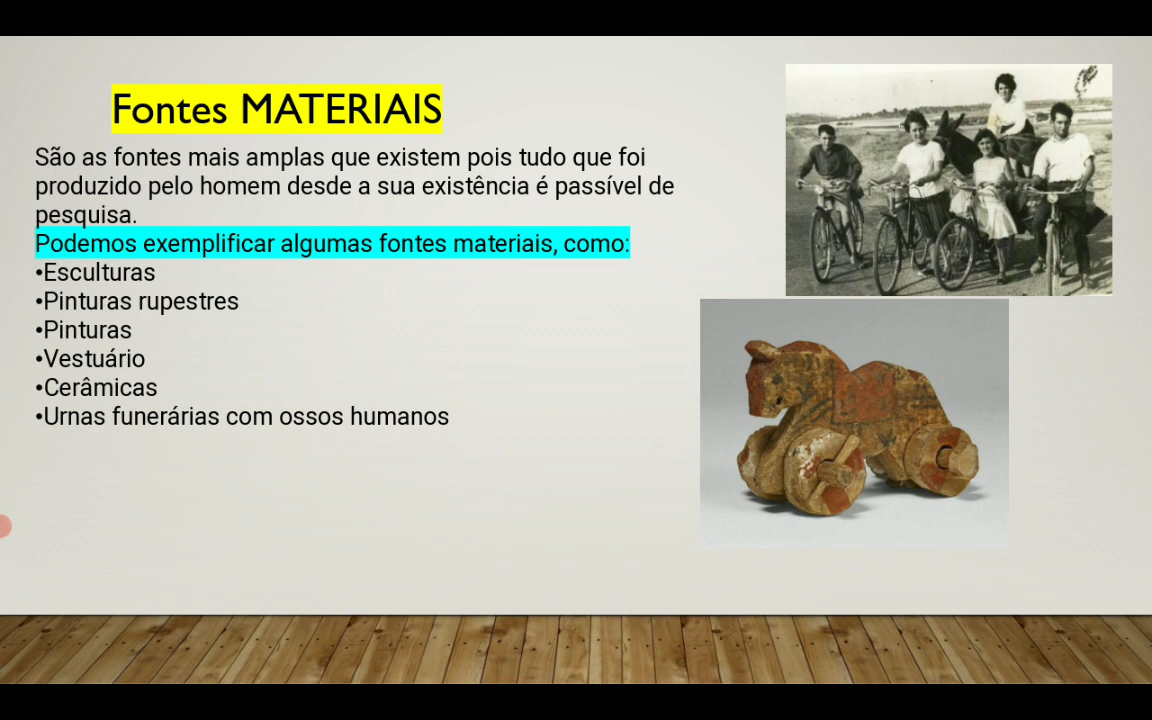 Fontes MATERIAIS
São as fontes mais amplas que existem pois tudo que foi
produzido pelo homem desde a sua existência é passível de
pesquisa.
Podemos exemplificar algumas fontes materiais, como:
•Esculturas
•Pinturas rupestres
•Pinturas
•Vestuário
•Cerâmicas
•Urnas funerárias com ossos humanos